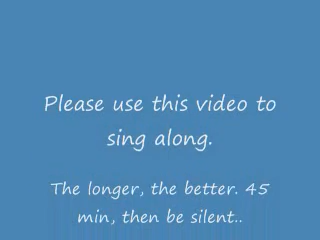 Please use this video to
sing along.
The longer, the better. 45
min, then be silent..